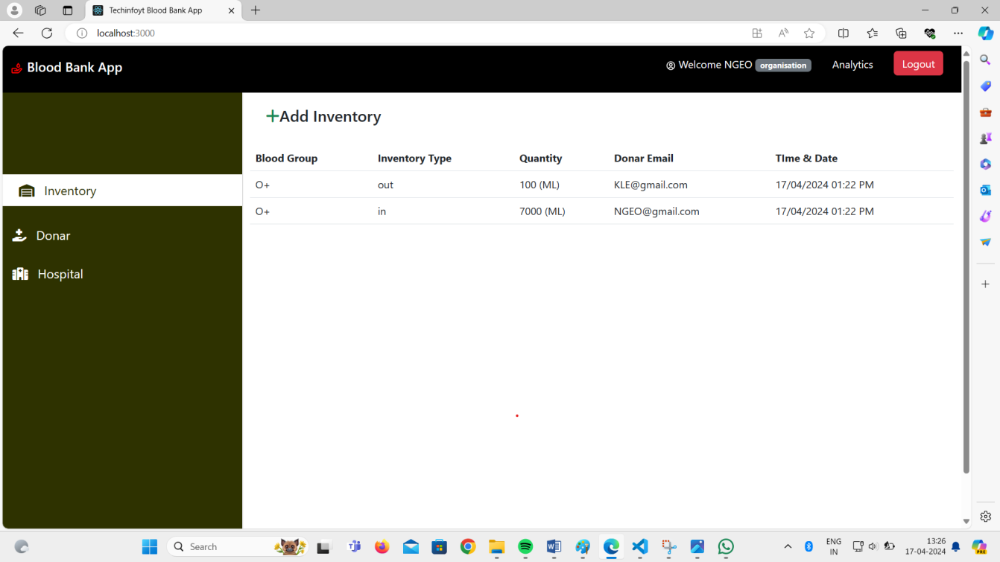 Techinfoyt Blood Bank App
localhost:3000
Blood Bank App
Welcome NGEO organisation Analytics Logout
Inventory
Donar
Hospital
+Add Inventory
Blood Group Inventory Type Quantity Donar Email TIme & Date
O+ out 100 (ML) KLE@gmail.com 17/04/2024 01:22 PM
O+ in 7000 (ML) NGEO@gmail.com 17/04/2024 01:22 PM
Search
ENG
IN
13:26
17-04-2024
PRE